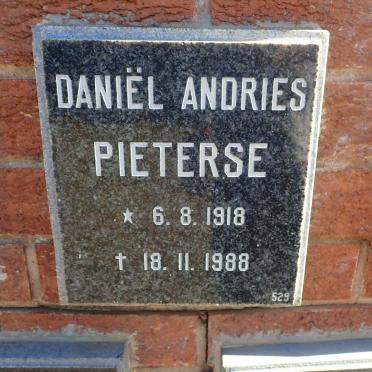 DANIËL ANDRIES
PIETERSE
* 6. 8. 1918
† 18. 11. 1988
529